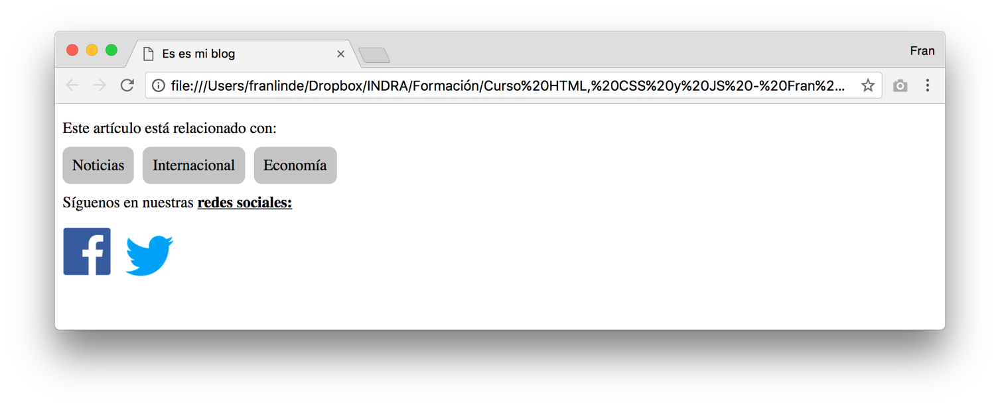 Es es mi blog
Fran
file:///Users/franlinde/Dropbox/INDRA/Formación/Curso%20HTML,%20CSS%20y%20JS%20-%20Fran%2...
Este artículo está relacionado con:
Noticias Internacional Economía
Síguenos en nuestras redes sociales: